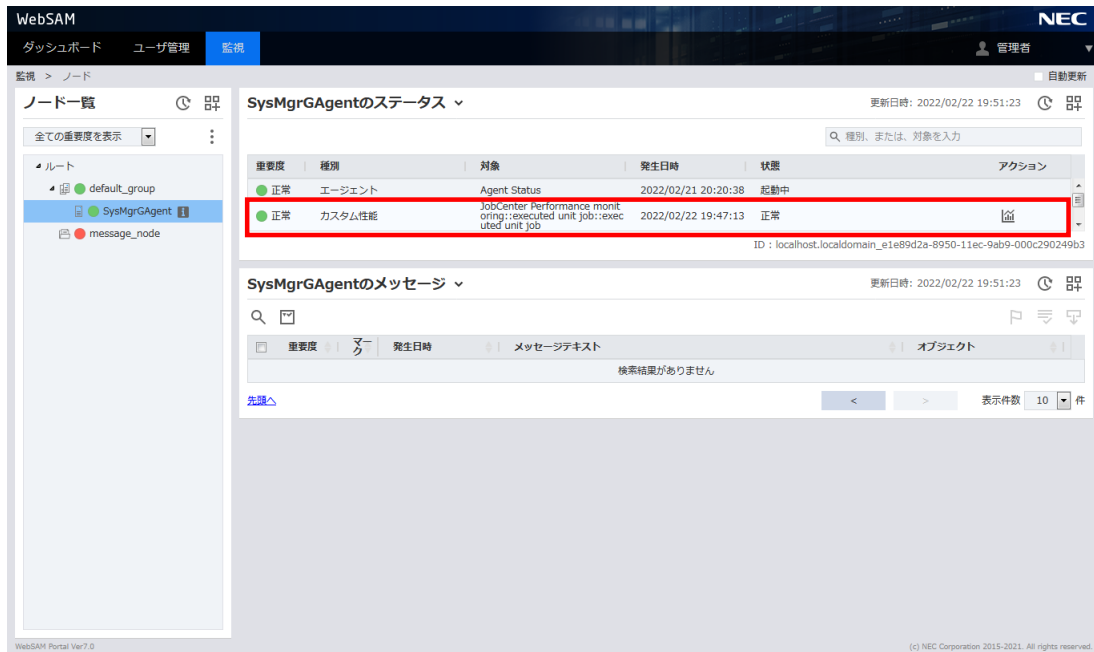 WebSAM
NEC
ダッシュボード ユーザ管理 監視 管理者
監視 > ノード 自動更新
ノード一覧
全ての重要度を表示
ルート
default_group
SysMgrGAgent
message_node
SysMgrGAgentのステータス 更新日時: 2022/02/22 19:51:23
種別、または、対象を入力
重要度 種別 対象 発生日時 状態 アクション
正常 エージェント Agent Status 2022/02/21 20:20:38 起動中
正常 カスタム性能 JobCenter Performance monit
oring::executed unit job::exec 2022/02/22 19:47:13 正常
uted unit job
ID : localhost.localdomain_e1e89d2a-8950-11ec-9ab9-000c290249b3
SysMgrGAgentのメッセージ 更新日時: 2022/02/22 19:51:23
重要度 マーク 発生日時 メッセージテキスト オブジェクト
検索結果がありません
先頭へ < > 表示件数 10 件
WebSAM Portal Ver7.0 (c) NEC Corporation 2015-2021. All rights reserved.